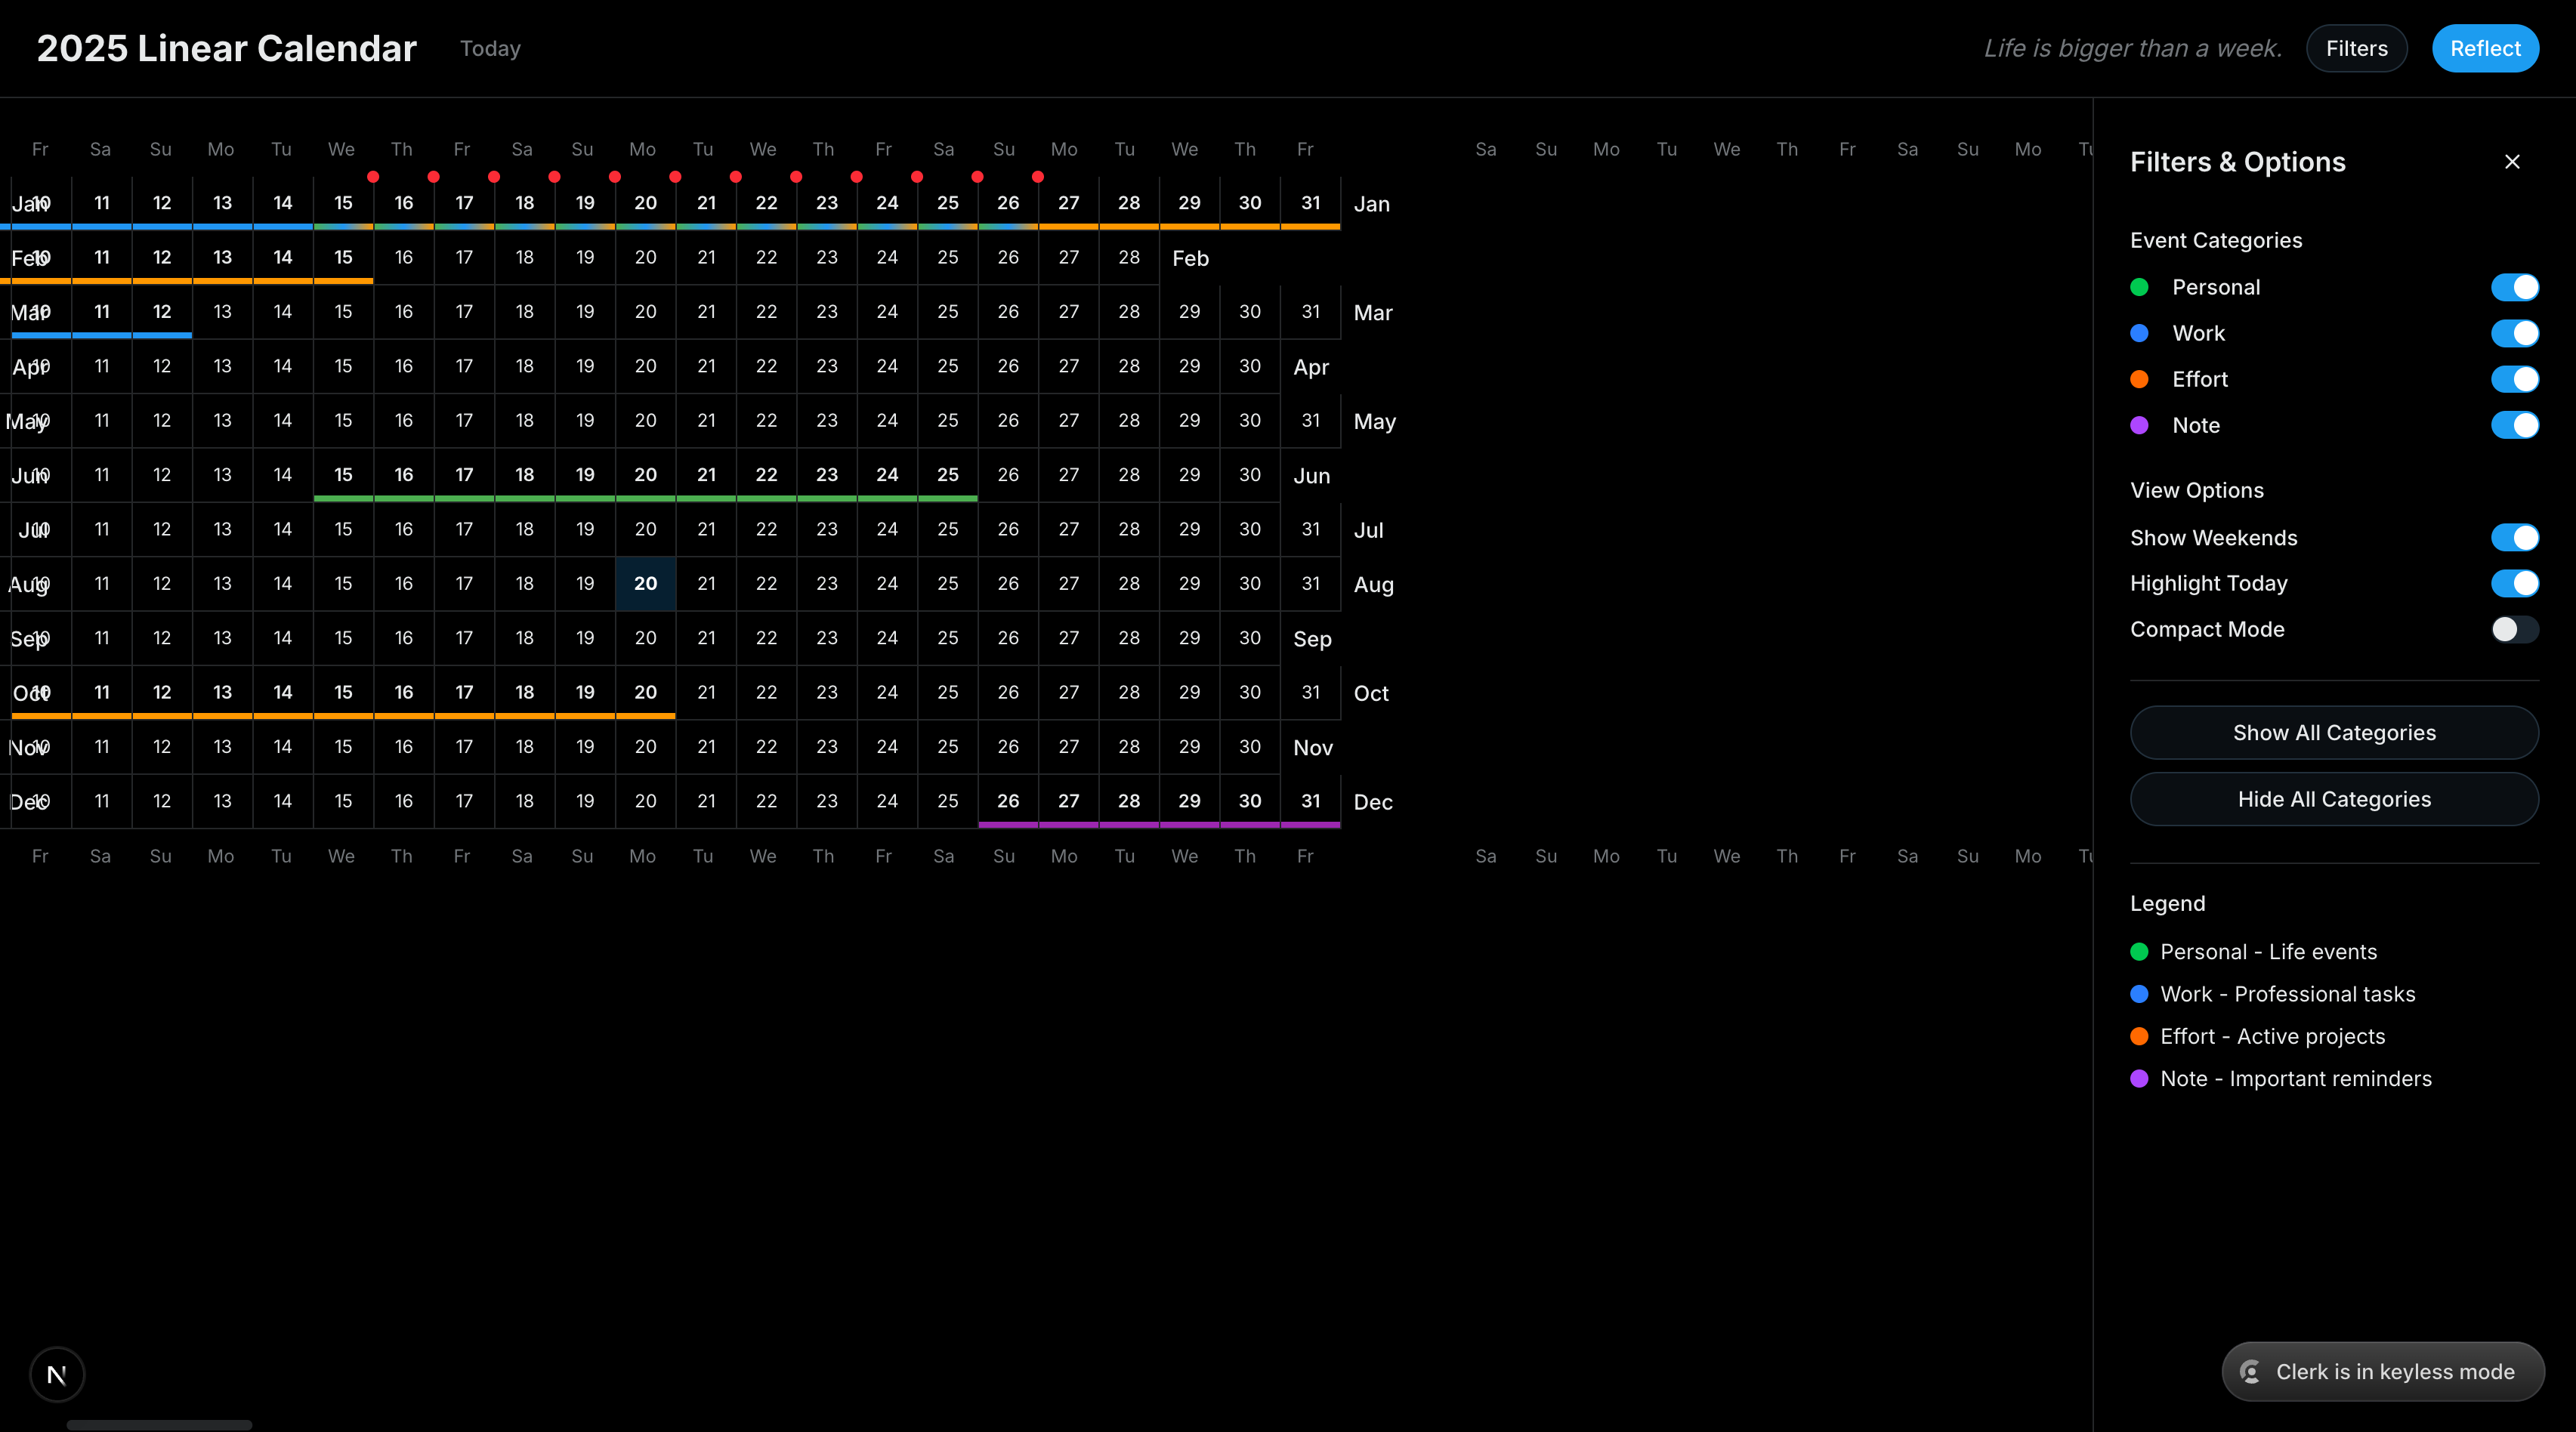 2025 Linear Calendar Today Life is bigger than a week. Filters Reflect
Fr Sa Su Mo Tu We Th Fr Sa Su Mo Tu We Th Fr Sa Su Mo Tu We Th Fr Sa Su Mo Tu We Th Fr Sa Su Mo Tu
Jan 10 11 12 13 14 15 16 17 18 19 20 21 22 23 24 25 26 27 28 29 30 31 Jan
Feb 10 11 12 13 14 15 16 17 18 19 20 21 22 23 24 25 26 27 28 Feb
Mar 10 11 12 13 14 15 16 17 18 19 20 21 22 23 24 25 26 27 28 29 30 31 Mar
Apr 10 11 12 13 14 15 16 17 18 19 20 21 22 23 24 25 26 27 28 29 30 Apr
May 10 11 12 13 14 15 16 17 18 19 20 21 22 23 24 25 26 27 28 29 30 31 May
Jun 10 11 12 13 14 15 16 17 18 19 20 21 22 23 24 25 26 27 28 29 30 Jun
Jul 10 11 12 13 14 15 16 17 18 19 20 21 22 23 24 25 26 27 28 29 30 31 Jul
Aug 10 11 12 13 14 15 16 17 18 19 20 21 22 23 24 25 26 27 28 29 30 31 Aug
Sep 10 11 12 13 14 15 16 17 18 19 20 21 22 23 24 25 26 27 28 29 30 Sep
Oct 10 11 12 13 14 15 16 17 18 19 20 21 22 23 24 25 26 27 28 29 30 31 Oct
Nov 10 11 12 13 14 15 16 17 18 19 20 21 22 23 24 25 26 27 28 29 30 Nov
Dec 10 11 12 13 14 15 16 17 18 19 20 21 22 23 24 25 26 27 28 29 30 31 Dec
Fr Sa Su Mo Tu We Th Fr Sa Su Mo Tu We Th Fr Sa Su Mo Tu We Th Fr Sa Su Mo Tu We Th Fr Sa Su Mo Tu
Filters & Options
Event Categories
Personal
Work
Effort
Note
View Options
Show Weekends
Highlight Today
Compact Mode
Show All Categories
Hide All Categories
Legend
Personal - Life events
Work - Professional tasks
Effort - Active projects
Note - Important reminders
N
Clerk is in keyless mode